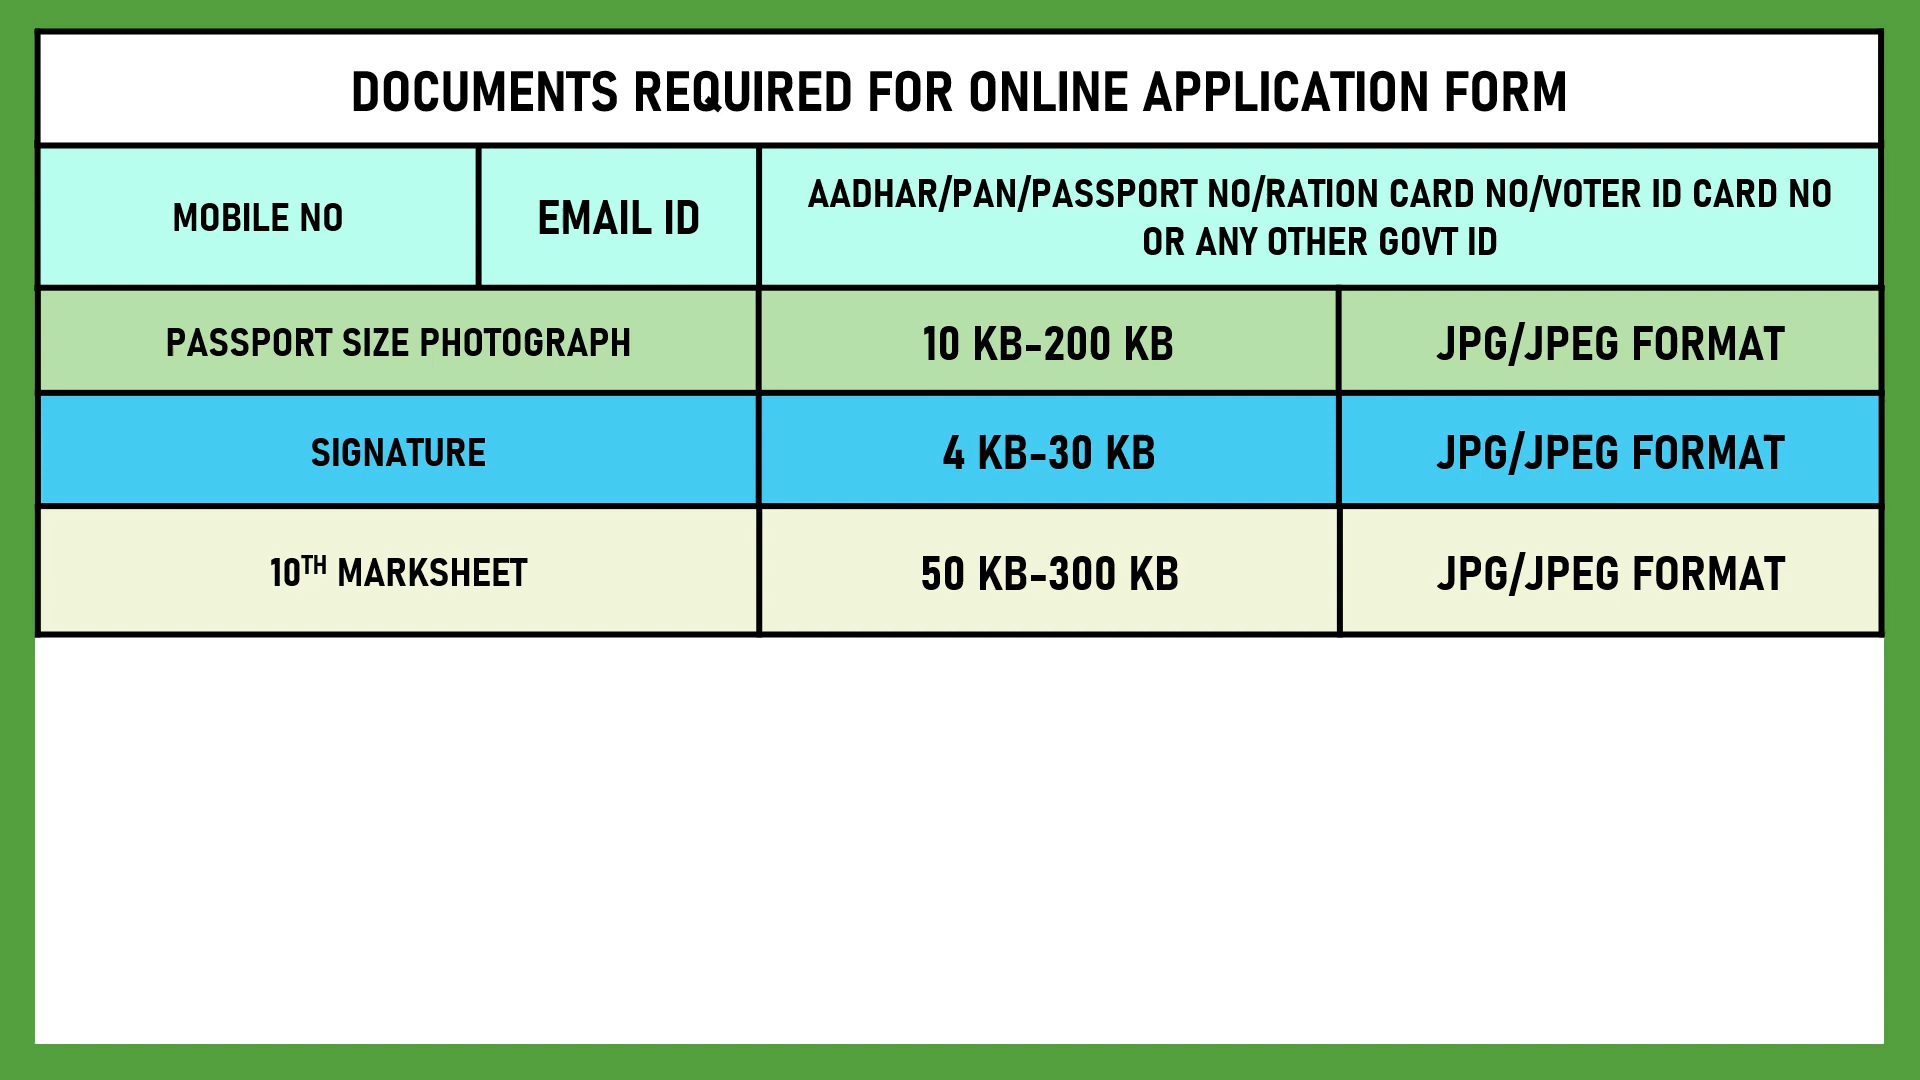 DOCUMENTS REQUIRED FOR ONLINE APPLICATION FORM
MOBILE NO
EMAIL ID
AADHAR/PAN/PASSPORT NO/RATION CARD NO/VOTER ID CARD NO
OR ANY OTHER GOVT ID
PASSPORT SIZE PHOTOGRAPH
10 KB-200 KB
JPG/JPEG FORMAT
SIGNATURE
4 KB-30 KB
JPG/JPEG FORMAT
10TH MARKSHEET
50 KB-300 KB
JPG/JPEG FORMAT